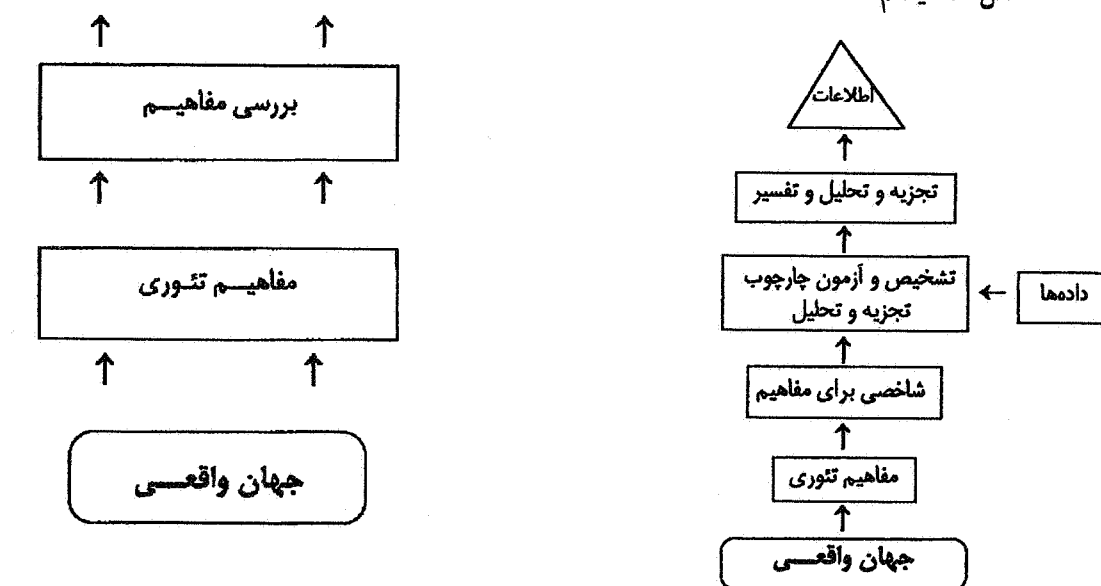 بررسی مفاهیم
مفاهیم تئوری
جهان واقعی
اطلاعات
تجزیه و تحلیل و تفسیر
تشخیص و آزمون چارچوب
تجزیه و تحلیل
داده‌ها
شاخصی برای مفاهیم
مفاهیم تئوری
جهان واقعی